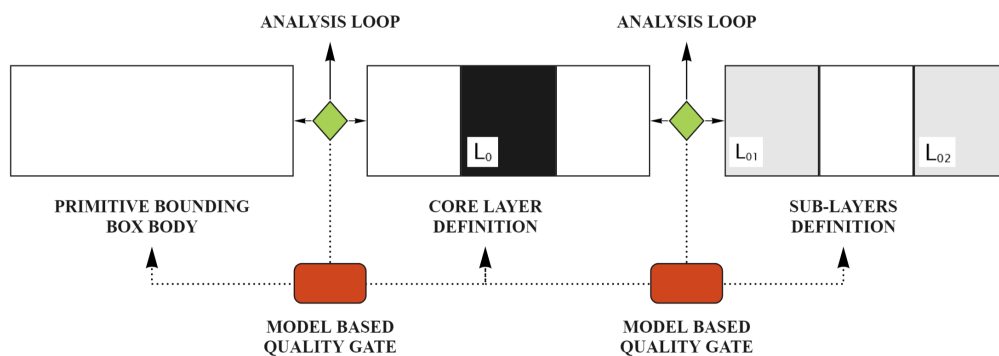 ANALYSIS LOOP
ANALYSIS LOOP
L₀
L₀₁
L₀₂
PRIMITIVE BOUNDING
BOX BODY
CORE LAYER
DEFINITION
SUB-LAYERS
DEFINITION
MODEL BASED
QUALITY GATE
MODEL BASED
QUALITY GATE